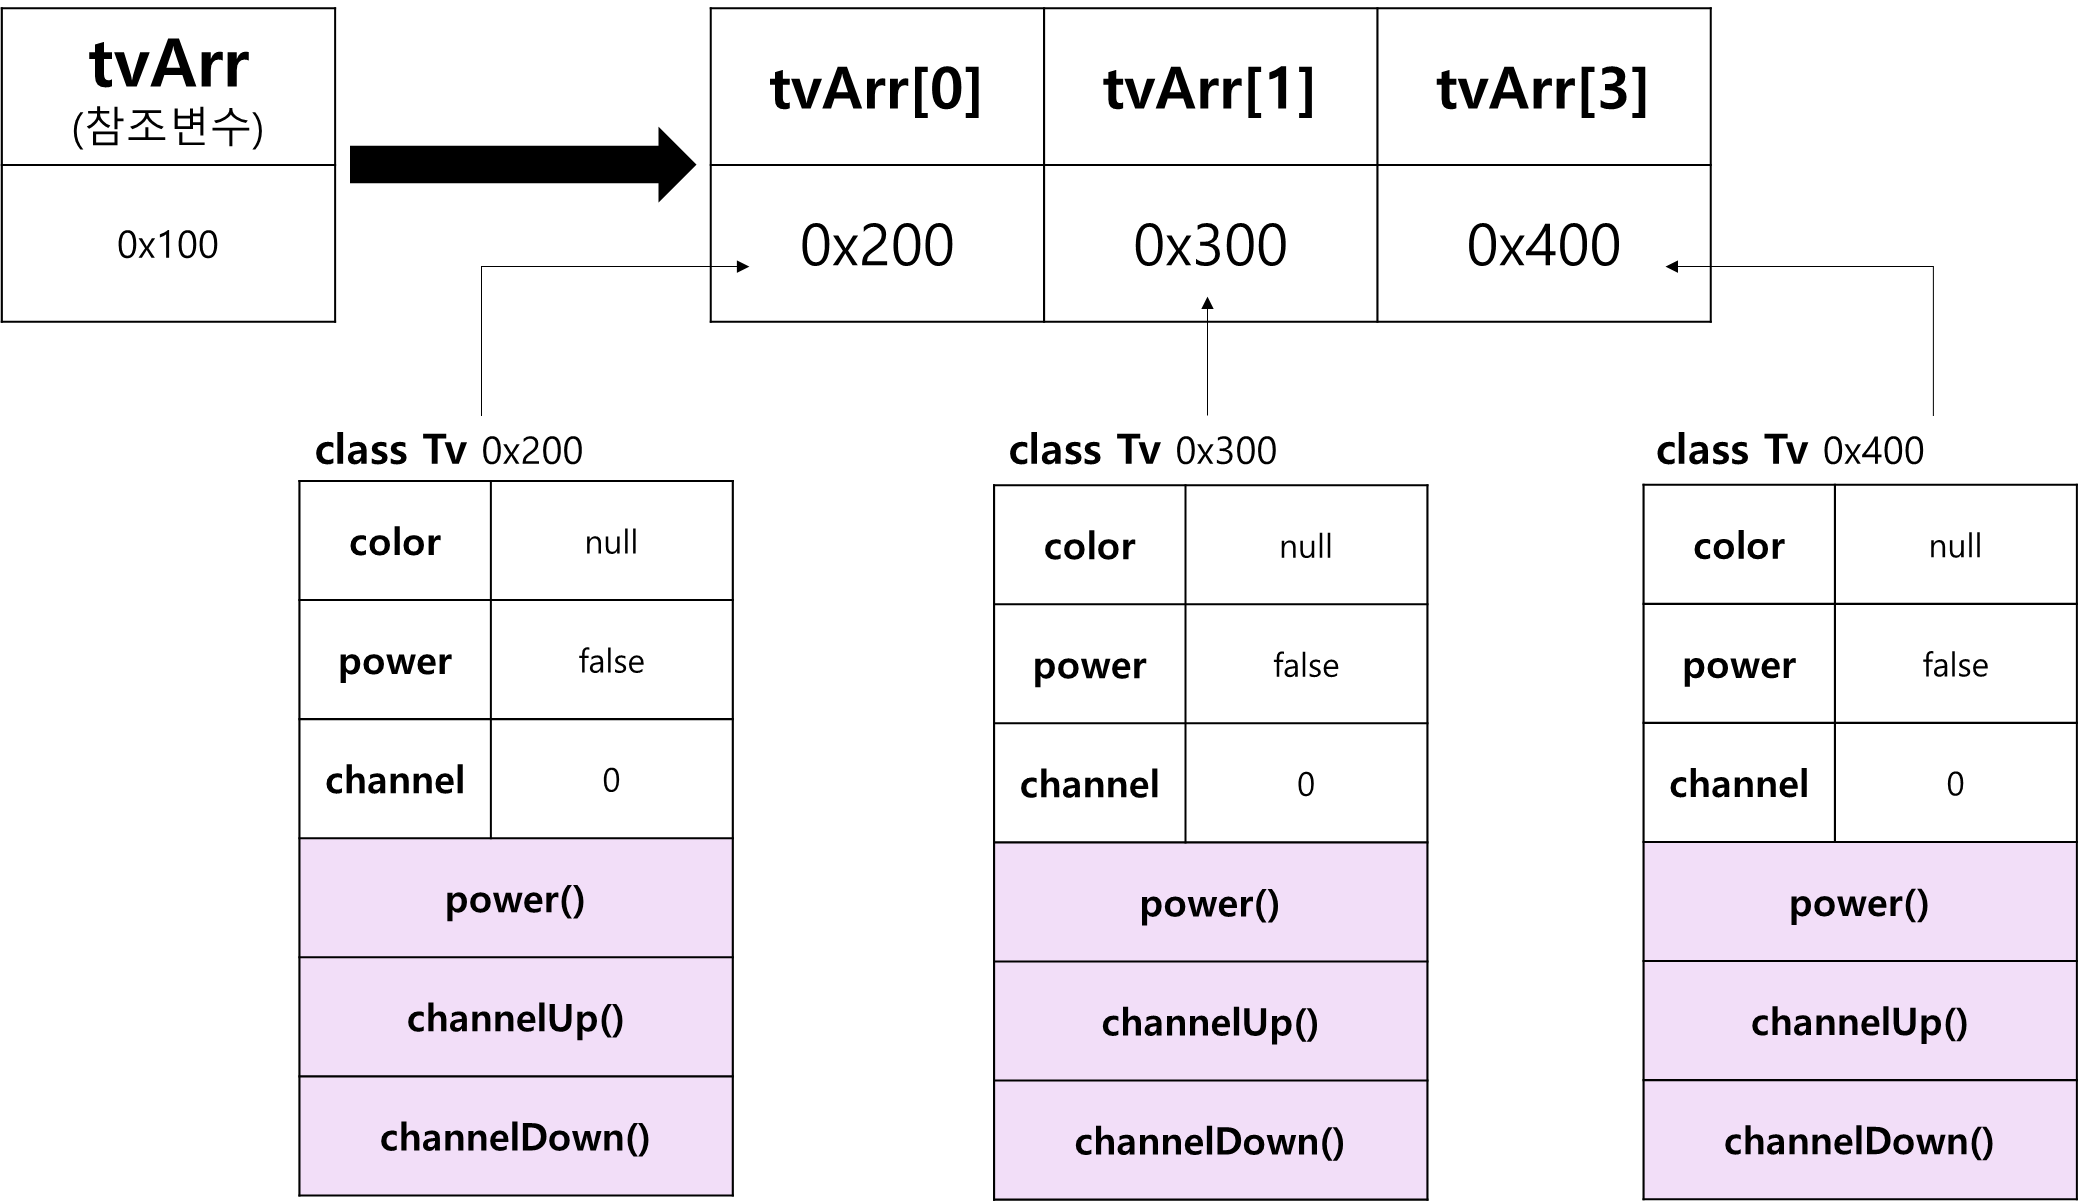 tvArr
(참조변수)
0x100
tvArr[0] tvArr[1] tvArr[3]
0x200 0x300 0x400
class Tv 0x200
color null
power false
channel 0
power()
channelUp()
channelDown()
class Tv 0x300
color null
power false
channel 0
power()
channelUp()
channelDown()
class Tv 0x400
color null
power false
channel 0
power()
channelUp()
channelDown()